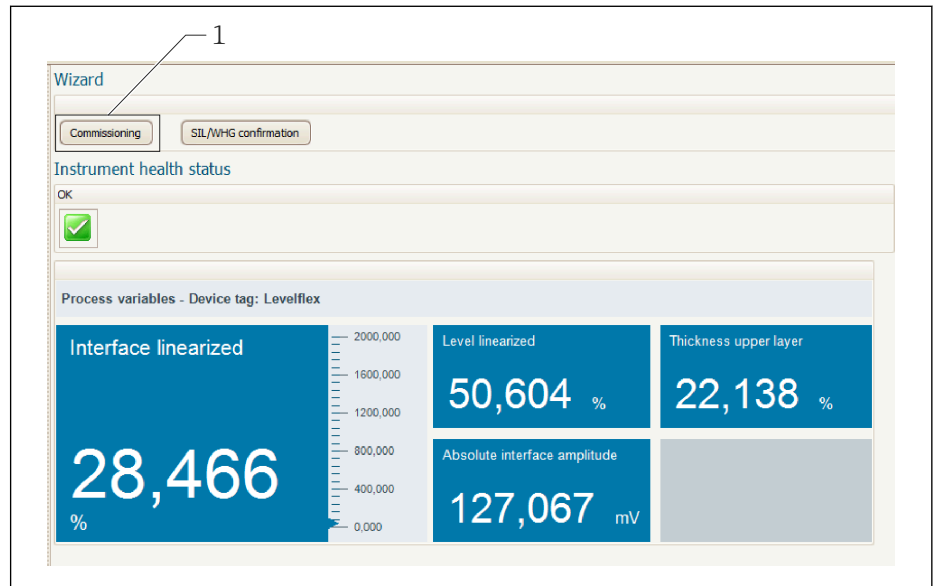 1
Wizard
Commissioning
SIL/WHG confirmation
Instrument health status
OK
Process variables - Device tag: Levelflex
Interface linearized
28,466
%
2000,000
1600,000
1200,000
800,000
400,000
0,000
Level linearized
50,604 %
Thickness upper layer
22,138 %
Absolute interface amplitude
127,067 mV